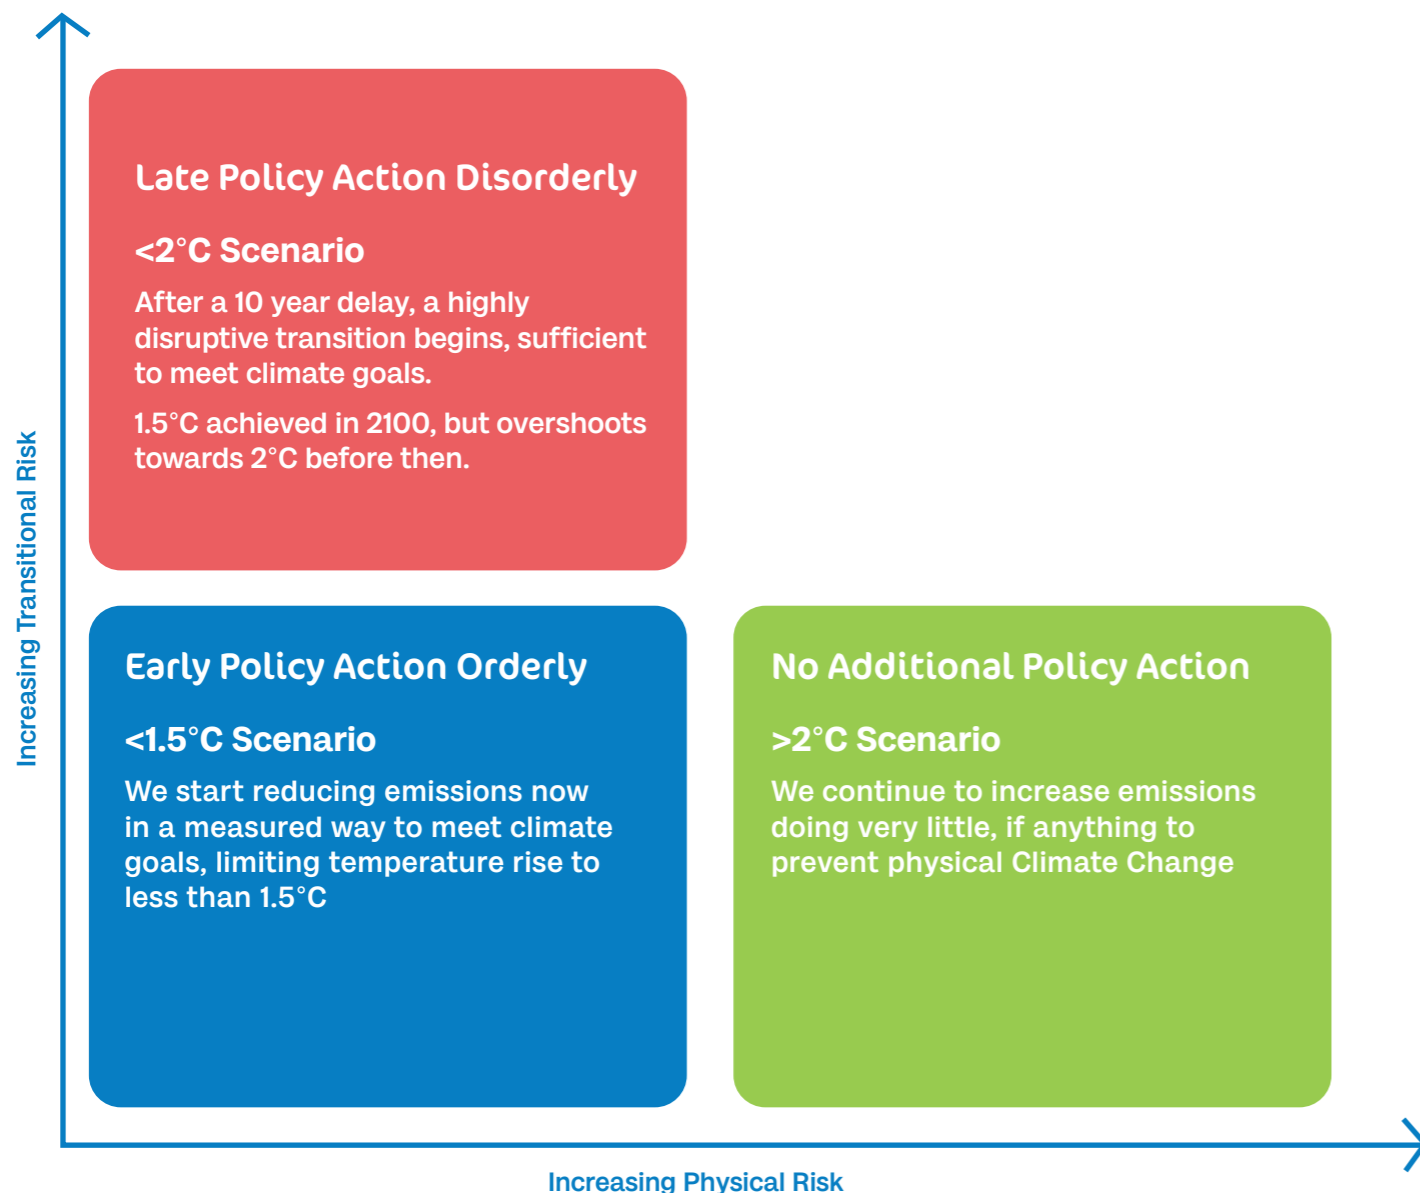 Late Policy Action Disorderly
<2°C Scenario
After a 10 year delay, a highly
disruptive transition begins, sufficient
to meet climate goals.
1.5°C achieved in 2100, but overshoots
towards 2°C before then.
Increasing Transitional Risk
Early Policy Action Orderly
<1.5°C Scenario
We start reducing emissions now
in a measured way to meet climate
goals, limiting temperature rise to
less than 1.5°C
No Additional Policy Action
>2°C Scenario
We continue to increase emissions
doing very little, if anything to
prevent physical Climate Change
Increasing Physical Risk